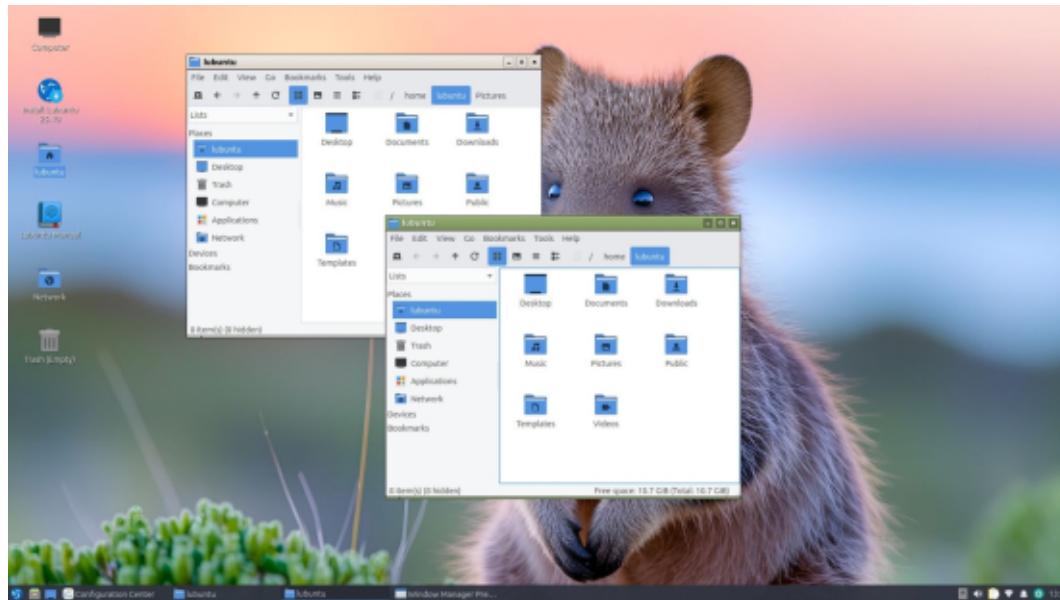 Computer
Install Lubuntu
25.10
lubuntu
Lubuntu Manual
Network
Trash (Empty)
lubuntu
File Edit View Go Bookmarks Tools Help
/ home lubuntu Pictures
Lists
Places
lubuntu
Desktop
Trash
Computer
Applications
Network
Devices
Bookmarks
Desktop Documents Downloads
Music Pictures Public
Templates
8 item(s) (0 hidden)
lubuntu
File Edit View Go Bookmarks Tools Help
/ home lubuntu
Lists
Places
lubuntu
Desktop
Trash
Computer
Applications
Network
Devices
Bookmarks
Desktop Documents Downloads
Music Pictures Public
Templates Videos
8 item(s) (0 hidden) Free space: 10.7 GiB (Total: 10.7 GiB)
Configuration Center lubuntu lubuntu Window Manager Pre...